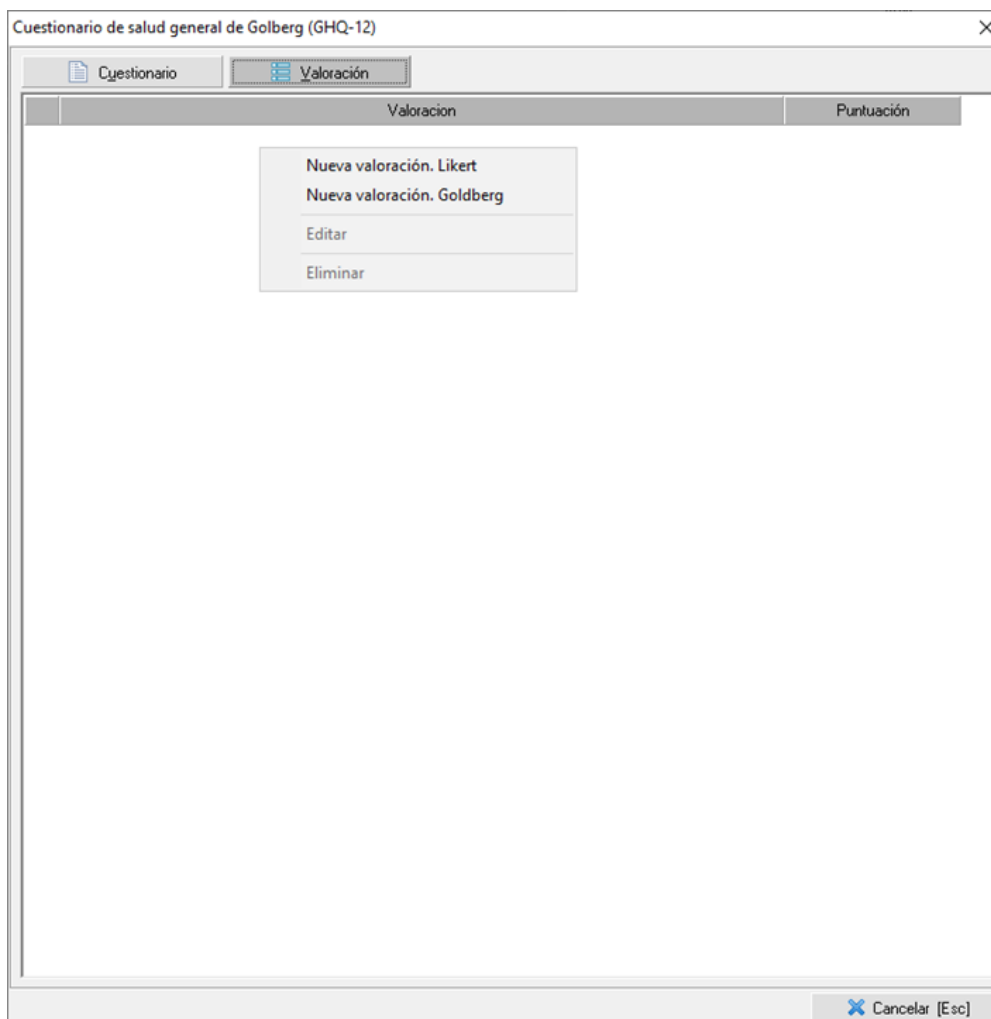 Cuestionario de salud general de Golberg (GHQ-12)
Cuestionario Valoración
Valoracion Puntuación
Nueva valoración. Likert
Nueva valoración. Goldberg
Editar
Eliminar
Cancelar [Esc]